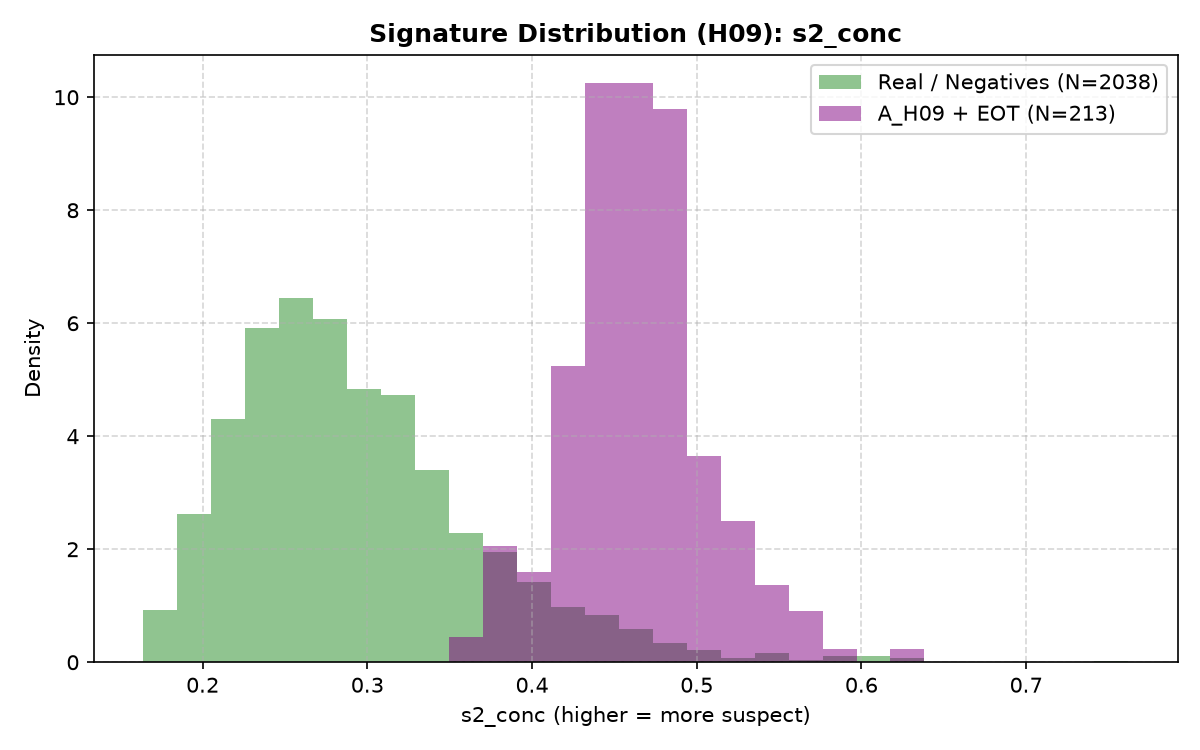 Signature Distribution (H09): s2_conc
Real / Negatives (N=2038)
A_H09 + EOT (N=213)
Density
10
8
6
4
2
0
0.2 0.3 0.4 0.5 0.6 0.7
s2_conc (higher = more suspect)